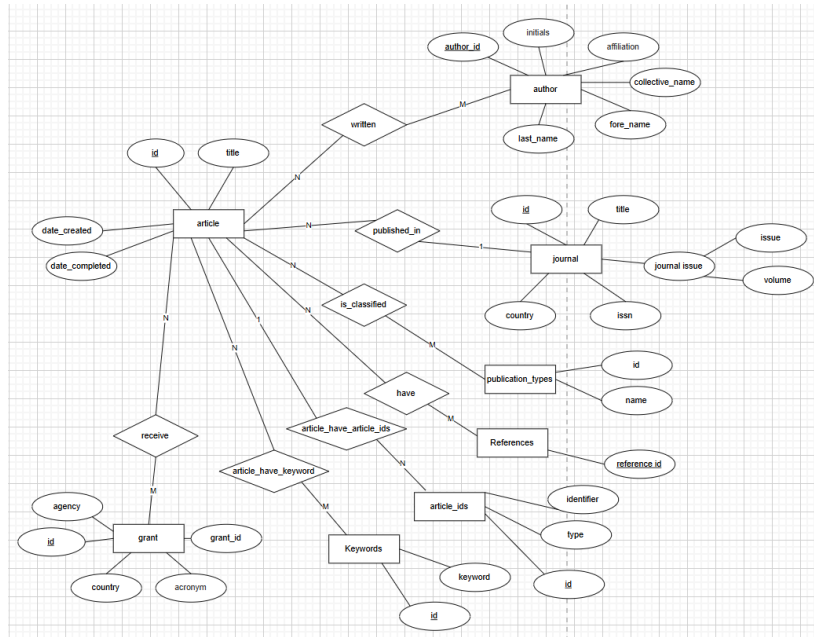 initials
author_id
affiliation
author
collective_name
M
written
fore_name
last_name
id
title
N
article
id
title
date_created
N
published_in
issue
1
journal
journal issue
date_completed
N
volume
is_classified
country
issn
N
1
N
N
M
id
publication_types
have
name
M
receive
article_have_article_ids
References
N
reference id
article_have_keyword
M
identifier
agency
M
article_ids
type
id
grant
grant_id
Keywords
keyword
id
country
acronym
id